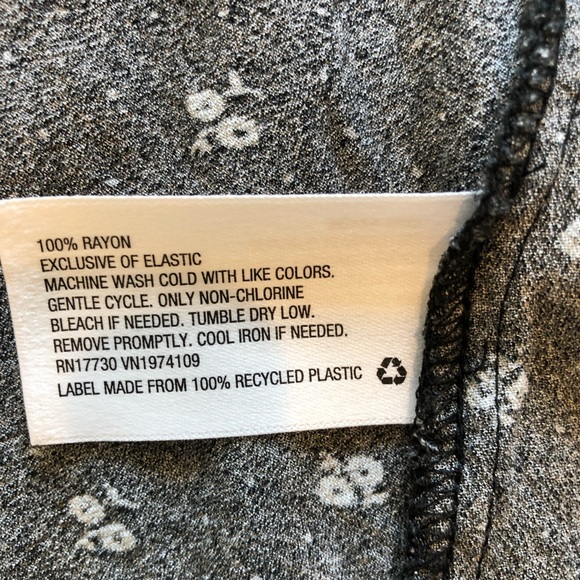 100% RAYON
EXCLUSIVE OF ELASTIC
MACHINE WASH COLD WITH LIKE COLORS.
GENTLE CYCLE. ONLY NON-CHLORINE
BLEACH IF NEEDED. TUMBLE DRY LOW.
REMOVE PROMPTLY. COOL IRON IF NEEDED.
RN17730 VN1974109
LABEL MADE FROM 100% RECYCLED PLASTIC